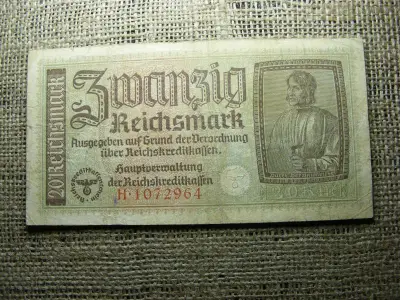 20 Reichsmark
Zwanzig
Reichsmark
Ausgegeben auf Grund der Verordnung
über Reichskreditkassen.
Hauptverwaltung
der Reichskreditkassen
H·1072964